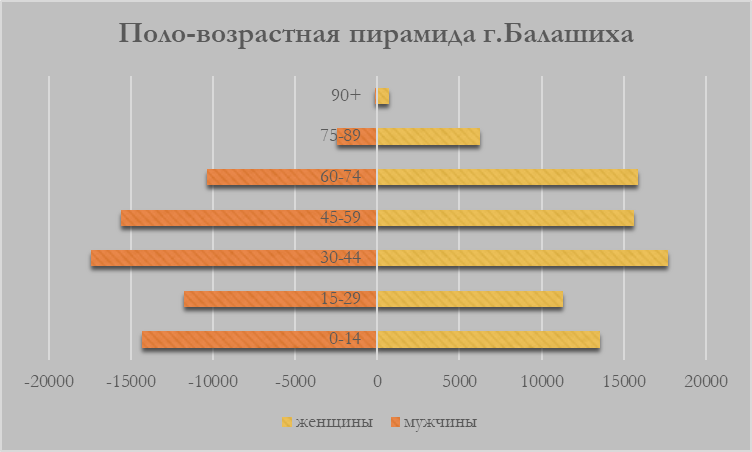 Поло-возрастная пирамида г.Балашиха
90+
75-89
60-74
45-59
30-44
15-29
0-14
-20000 -15000 -10000 -5000 0 5000 10000 15000 20000
женщины мужчины